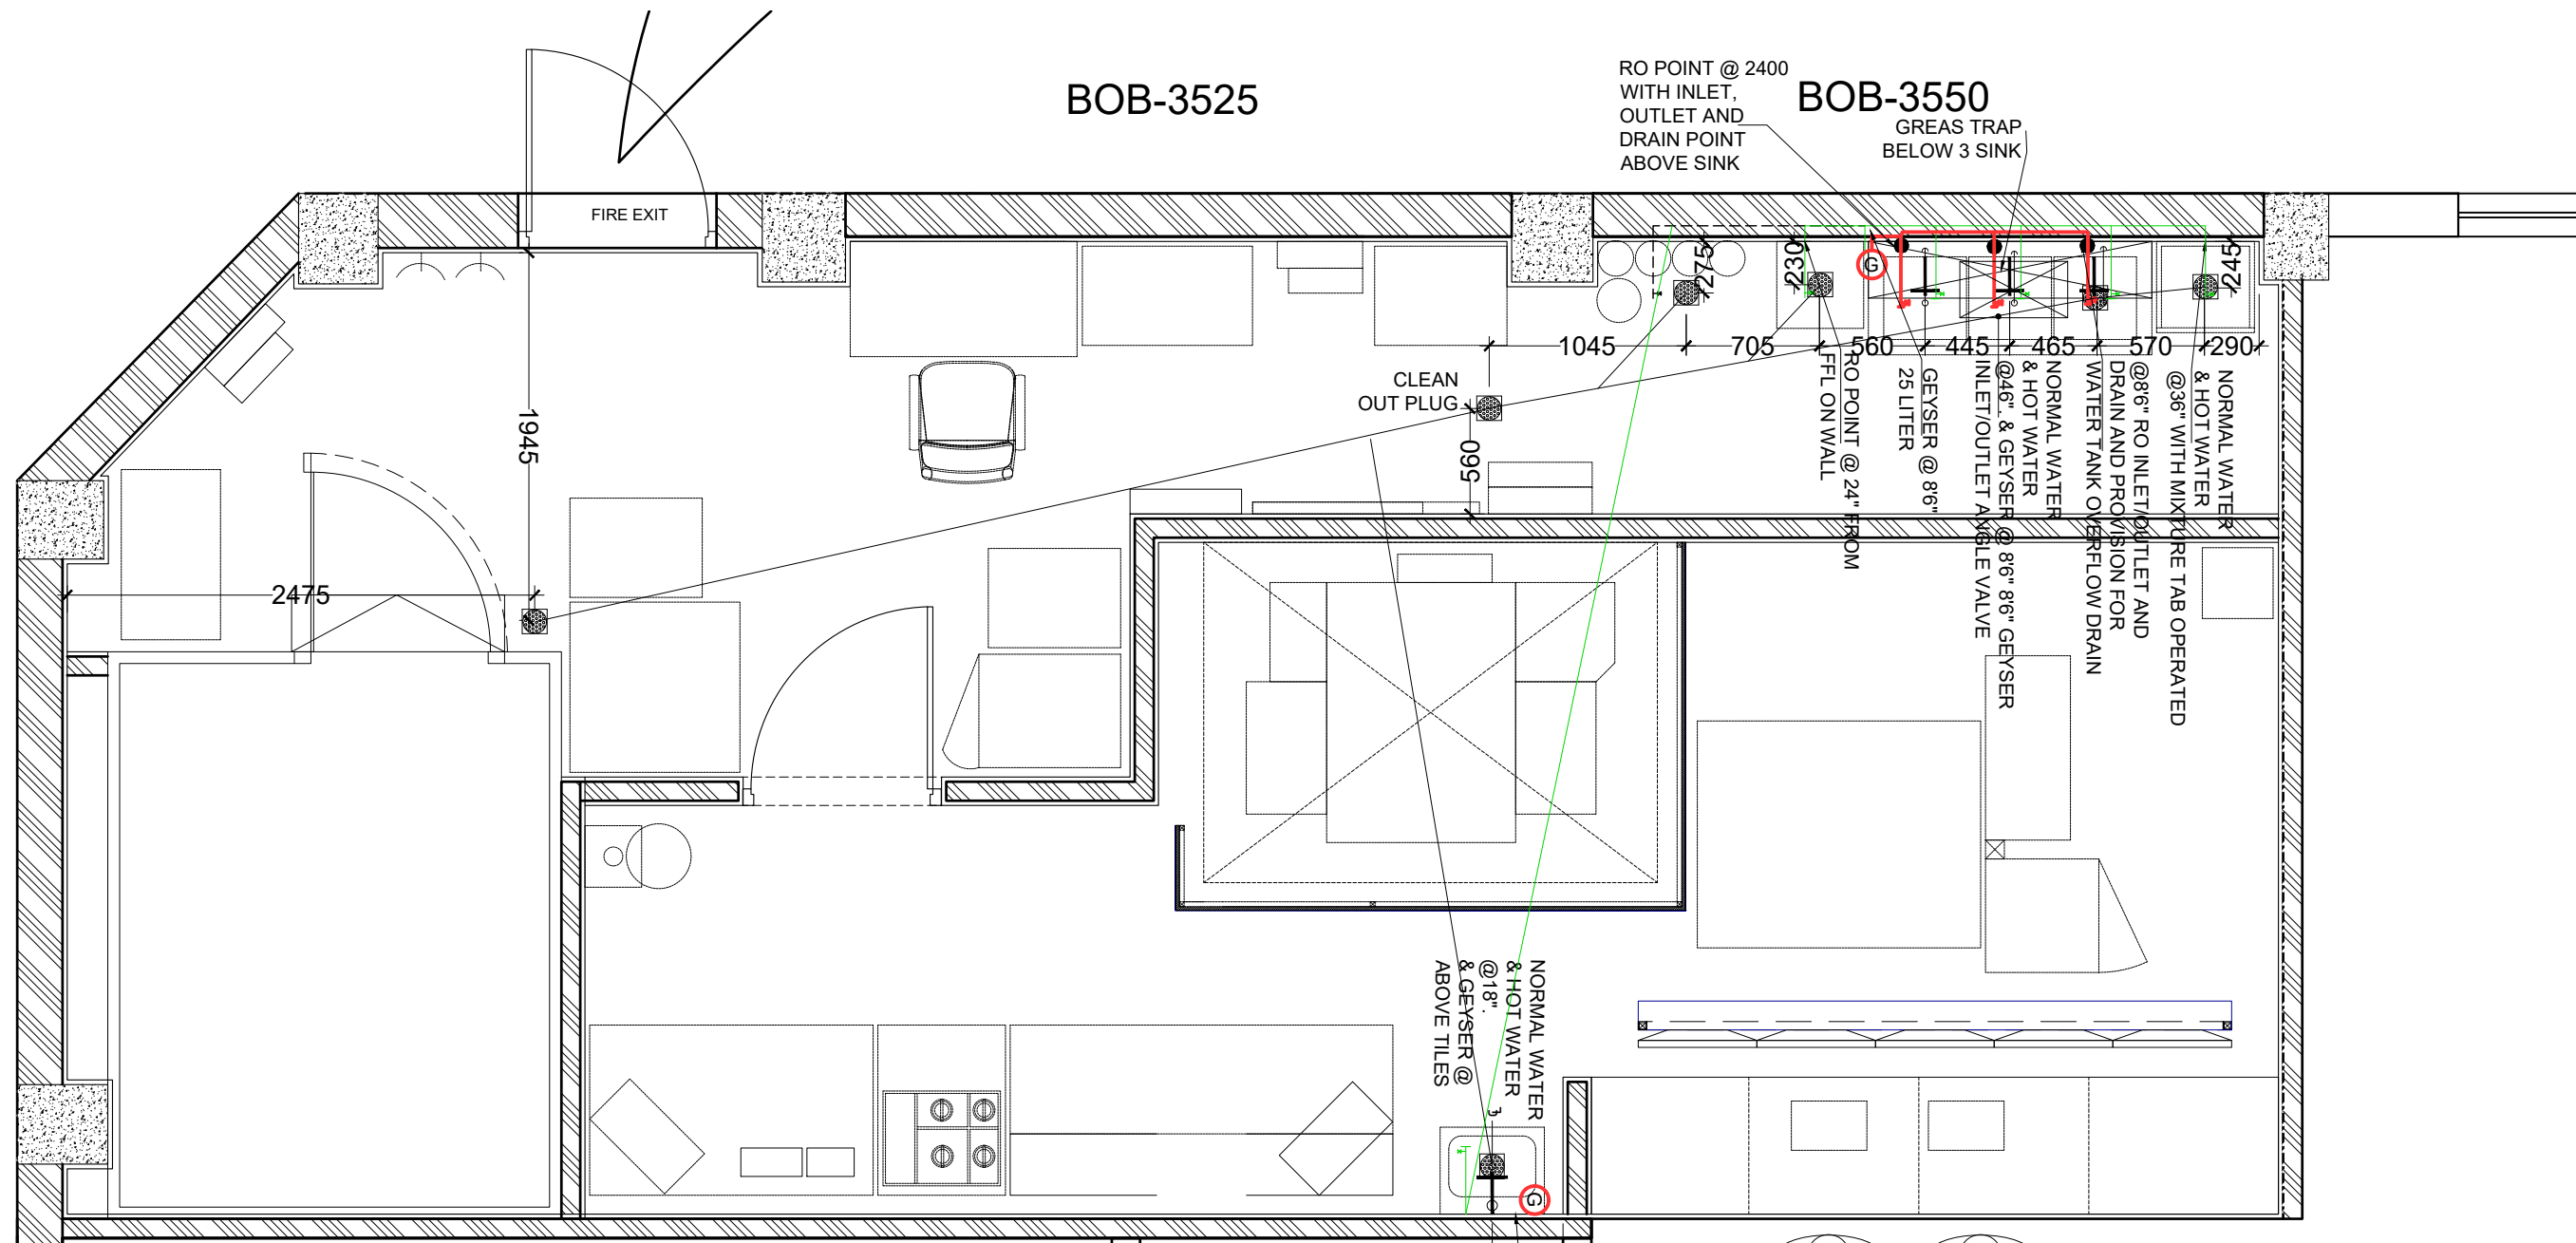 BOB-3525
RO POINT @ 2400
WITH INLET,
OUTLET AND
DRAIN POINT
ABOVE SINK
BOB-3550
GREAS TRAP
BELOW 3 SINK
FIRE EXIT
275
230
G
245
1045
705
560
445
465
570
290
CLEAN
OUT PLUG
560
1945
2475
RO POINT @ 24" FROM
FFL ON WALL
GEYSER @ 8'6"
25 LITER
NORMAL WATER
& HOT WATER
@46". & GEYSER @ 8'6" 8'6" GEYSER
INLET/OUTLET ANGLE VALVE
@8'6" RO INLET/OUTLET AND
DRAIN AND PROVISION FOR
WATER TANK OVERFLOW DRAIN
NORMAL WATER
& HOT WATER
@36" WITH MIXTURE TAB OPERATED
NORMAL WATER
& HOT WATER
@18".
& GEYSER @
ABOVE TILES
G